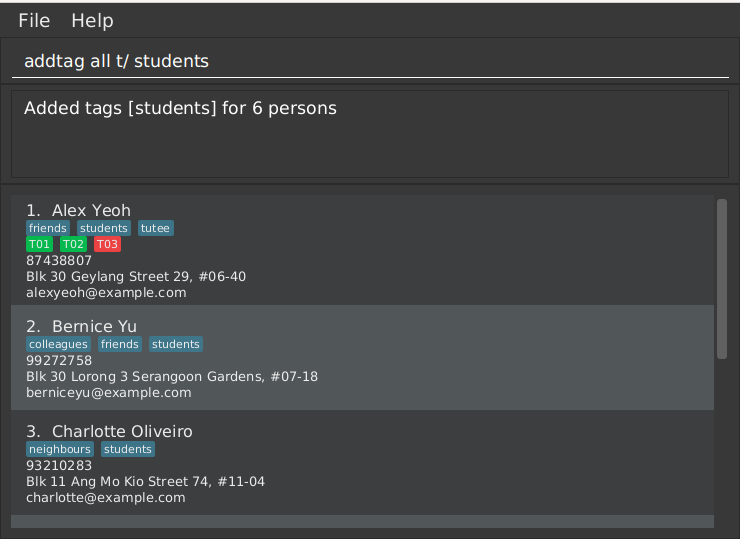 File Help
addtag all t/ students
Added tags [students] for 6 persons
1. Alex Yeoh
friends students tutee
T01 T02 T03
87438807
Blk 30 Geylang Street 29, #06-40
alexyeoh@example.com
2. Bernice Yu
colleagues friends students
99272758
Blk 30 Lorong 3 Serangoon Gardens, #07-18
berniceyu@example.com
3. Charlotte Oliveiro
neighbours students
93210283
Blk 11 Ang Mo Kio Street 74, #11-04
charlotte@example.com